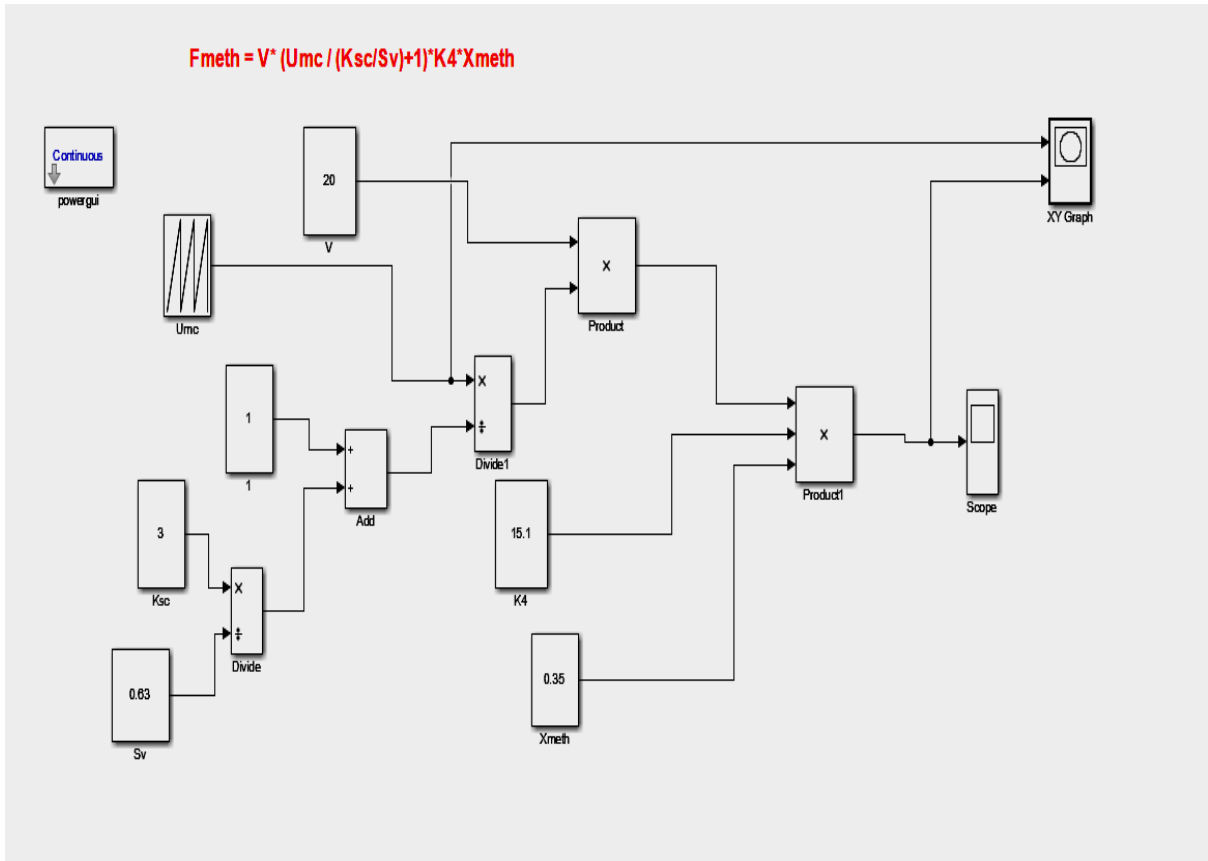 Fmeth = V* (Umc / (Ksc/Sv)+1)*K4*Xmeth
Continuous
powergui
20
V
XY Graph
Umc
×
Product
1
1
×
÷
Divide1
+
+
Add
×
Product1
Scope
3
Ksc
15.1
K4
×
÷
Divide
0.63
Sv
0.35
Xmeth